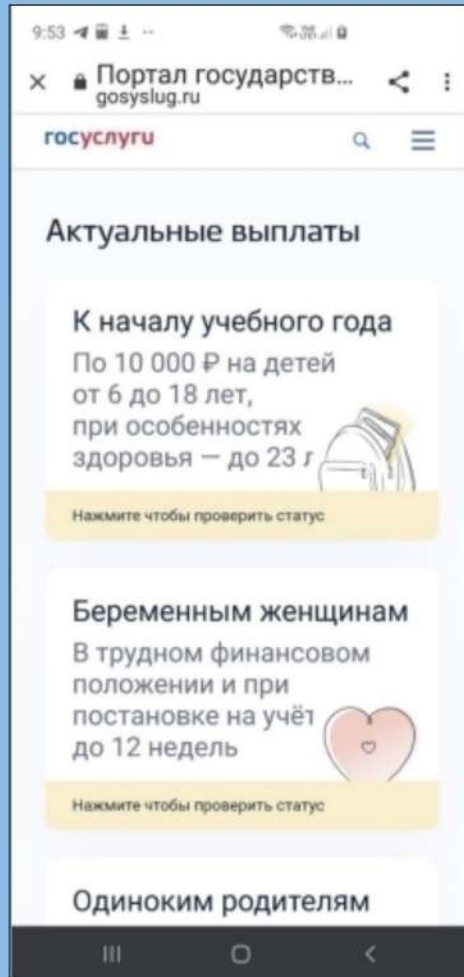 9:53
Портал государств...
gosyslug.ru
госуслуги
Актуальные выплаты
К началу учебного года
По 10 000 ₽ на детей
от 6 до 18 лет,
при особенностях
здоровья — до 23 л
Нажмите чтобы проверить статус
Беременным женщинам
В трудном финансовом
положении и при
постановке на учёт
до 12 недель
Нажмите чтобы проверить статус
Одиноким родителям